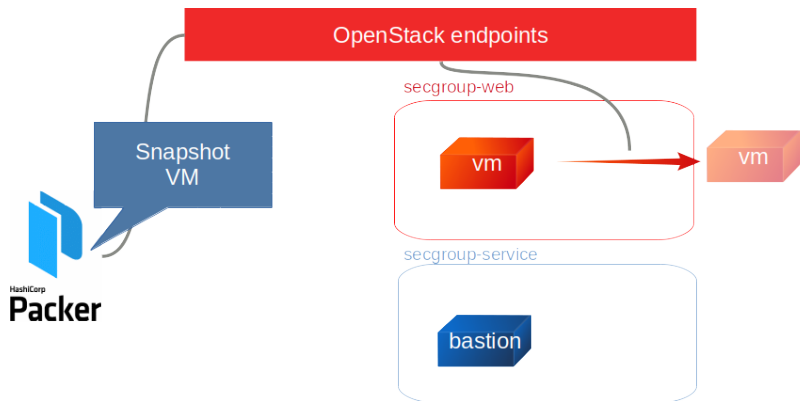 OpenStack endpoints
secgroup-web
Snapshot
VM
vm
vm
secgroup-service
HashiCorp
Packer
bastion